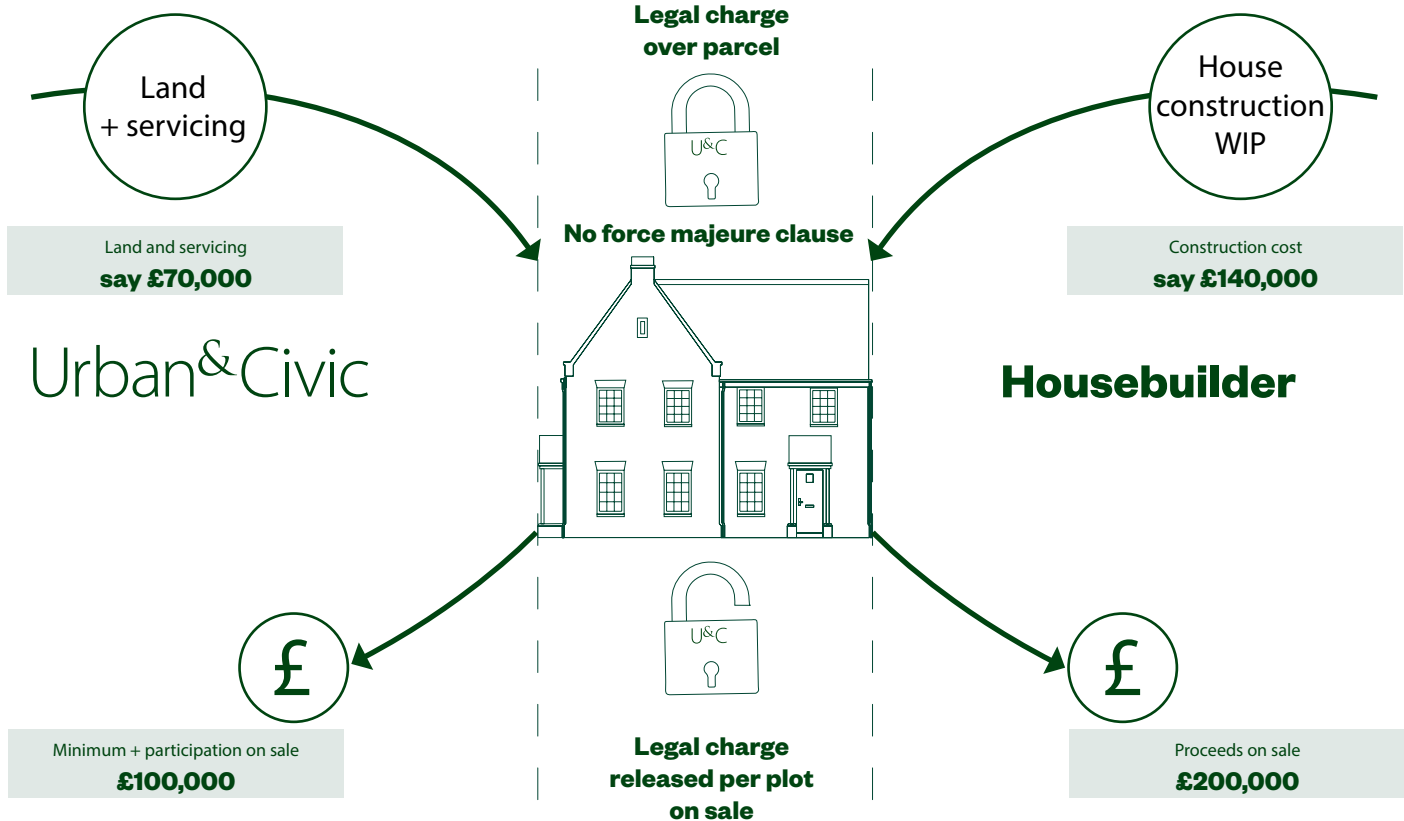 Legal charge
over parcel
Land
+ servicing
House
construction
WIP
U&C
No force majeure clause
Land and servicing
say £70,000
Construction cost
say £140,000
Urban&Civic
Housebuilder
£
£
U&C
Minimum + participation on sale
£100,000
Legal charge
released per plot
on sale
Proceeds on sale
£200,000